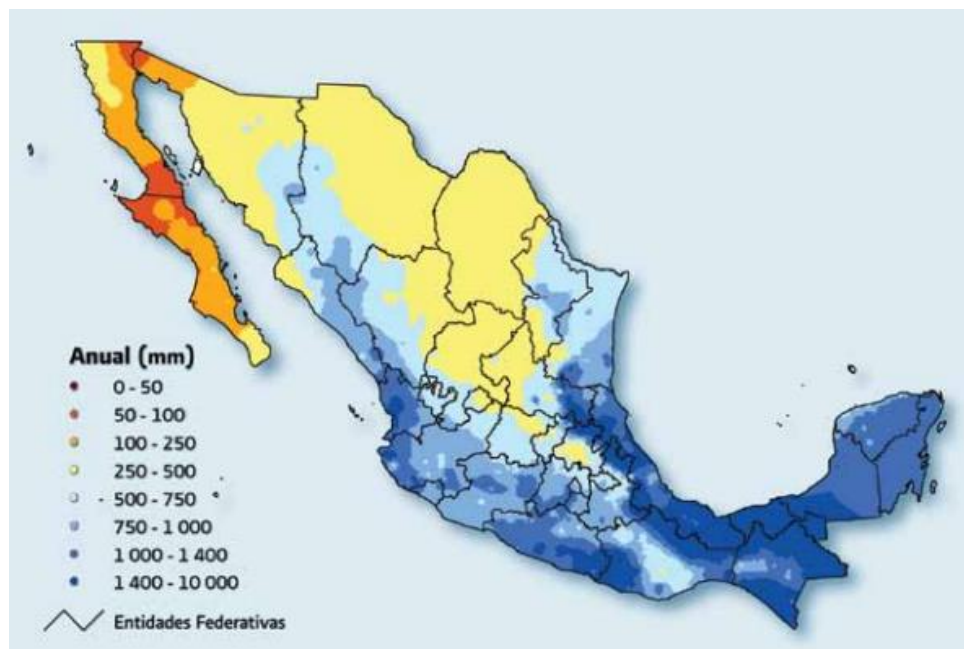 Anual (mm)
0 - 50
50 - 100
100 - 250
250 - 500
500 - 750
750 - 1 000
1 000 - 1 400
1 400 - 10 000
Entidades Federativas